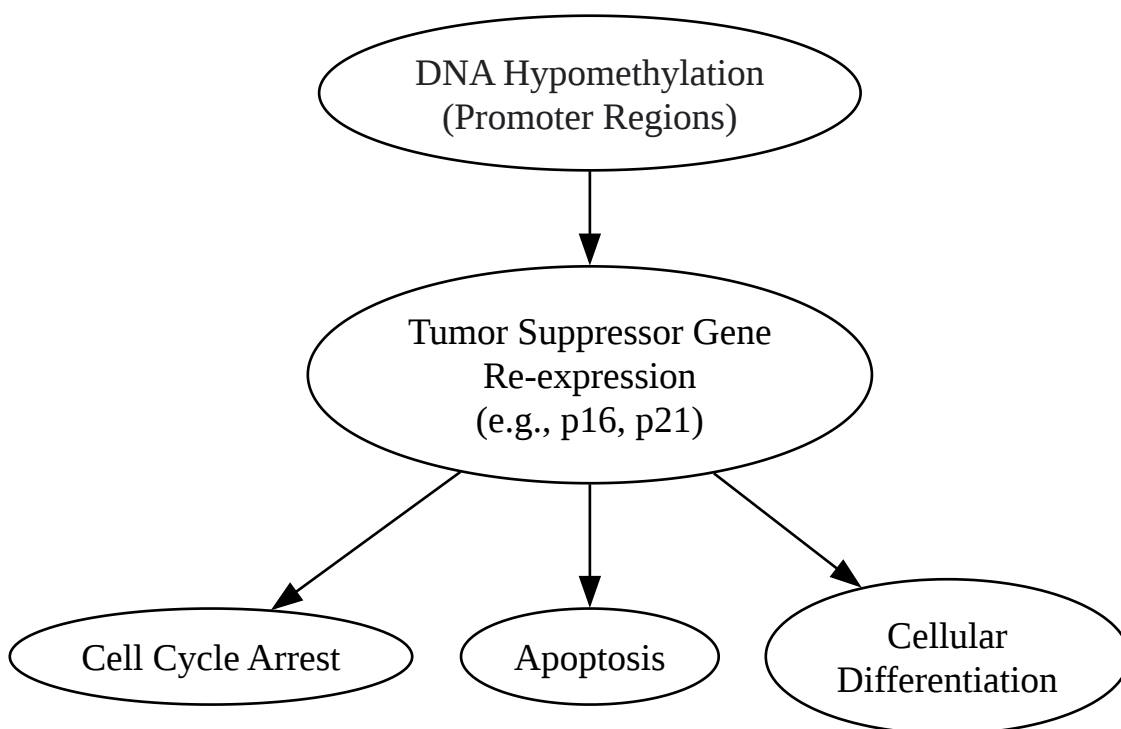 DNA Hypomethylation
(Promoter Regions)
Tumor Suppressor Gene
Re-expression
(e.g., p16, p21)
Cell Cycle Arrest
Apoptosis
Cellular
Differentiation